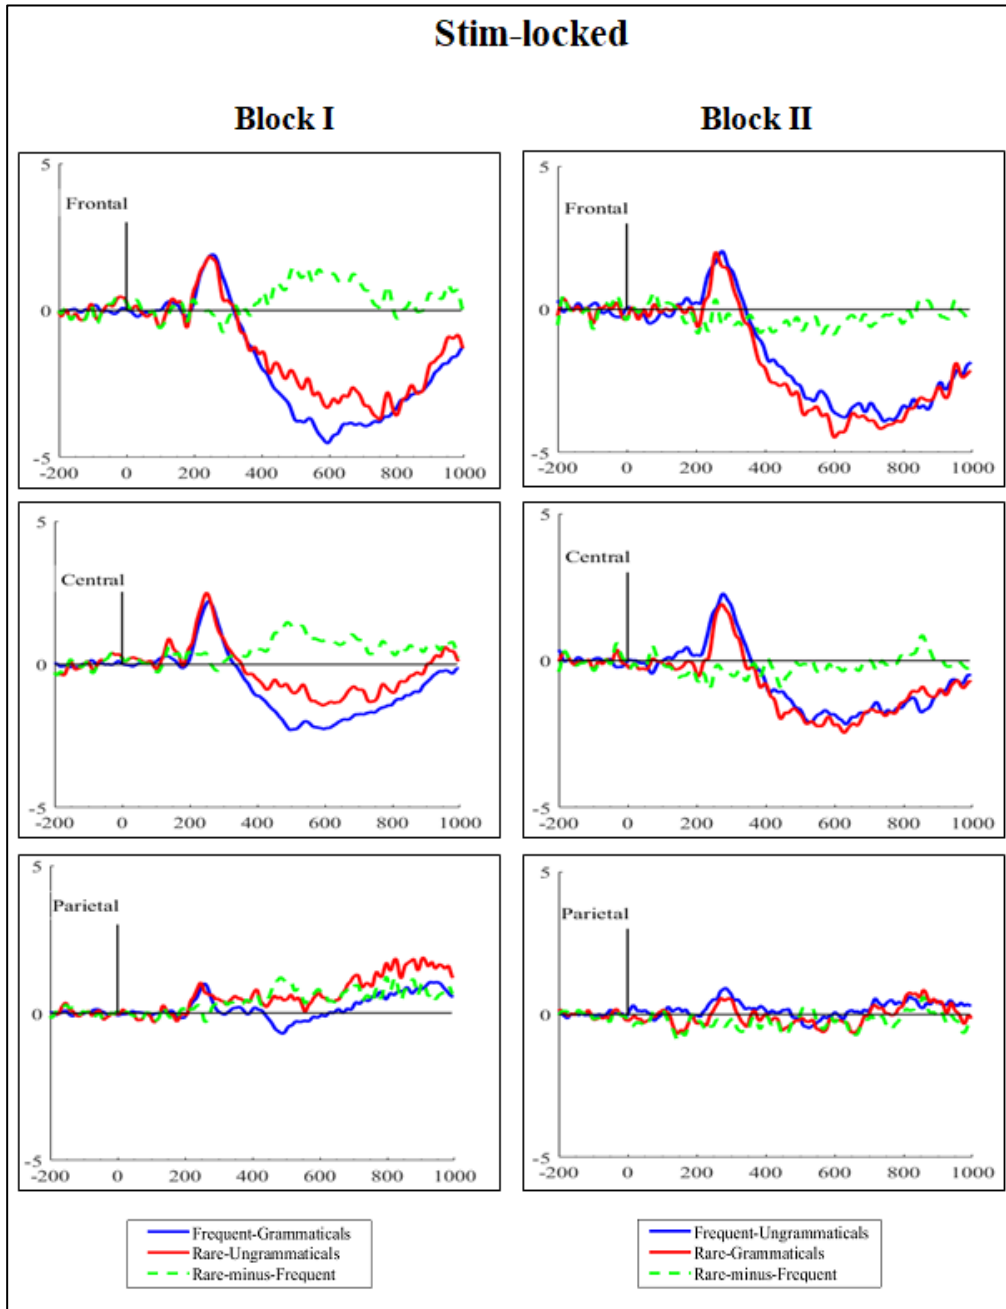 Stim-locked
Block I
Block II
5
Frontal
0
-5
-200 0 200 400 600 800 1000
5
Frontal
0
-5
-200 0 200 400 600 800 1000
5
Central
0
-5
-200 0 200 400 600 800 1000
5
Central
0
-5
-200 0 200 400 600 800 1000
5
Parietal
0
-5
-200 0 200 400 600 800 1000
5
Parietal
0
-5
-200 0 200 400 600 800 1000
Frequent-Grammaticals
Rare-Ungrammaticals
Rare-minus-Frequent
Frequent-Ungrammaticals
Rare-Grammaticals
Rare-minus-Frequent